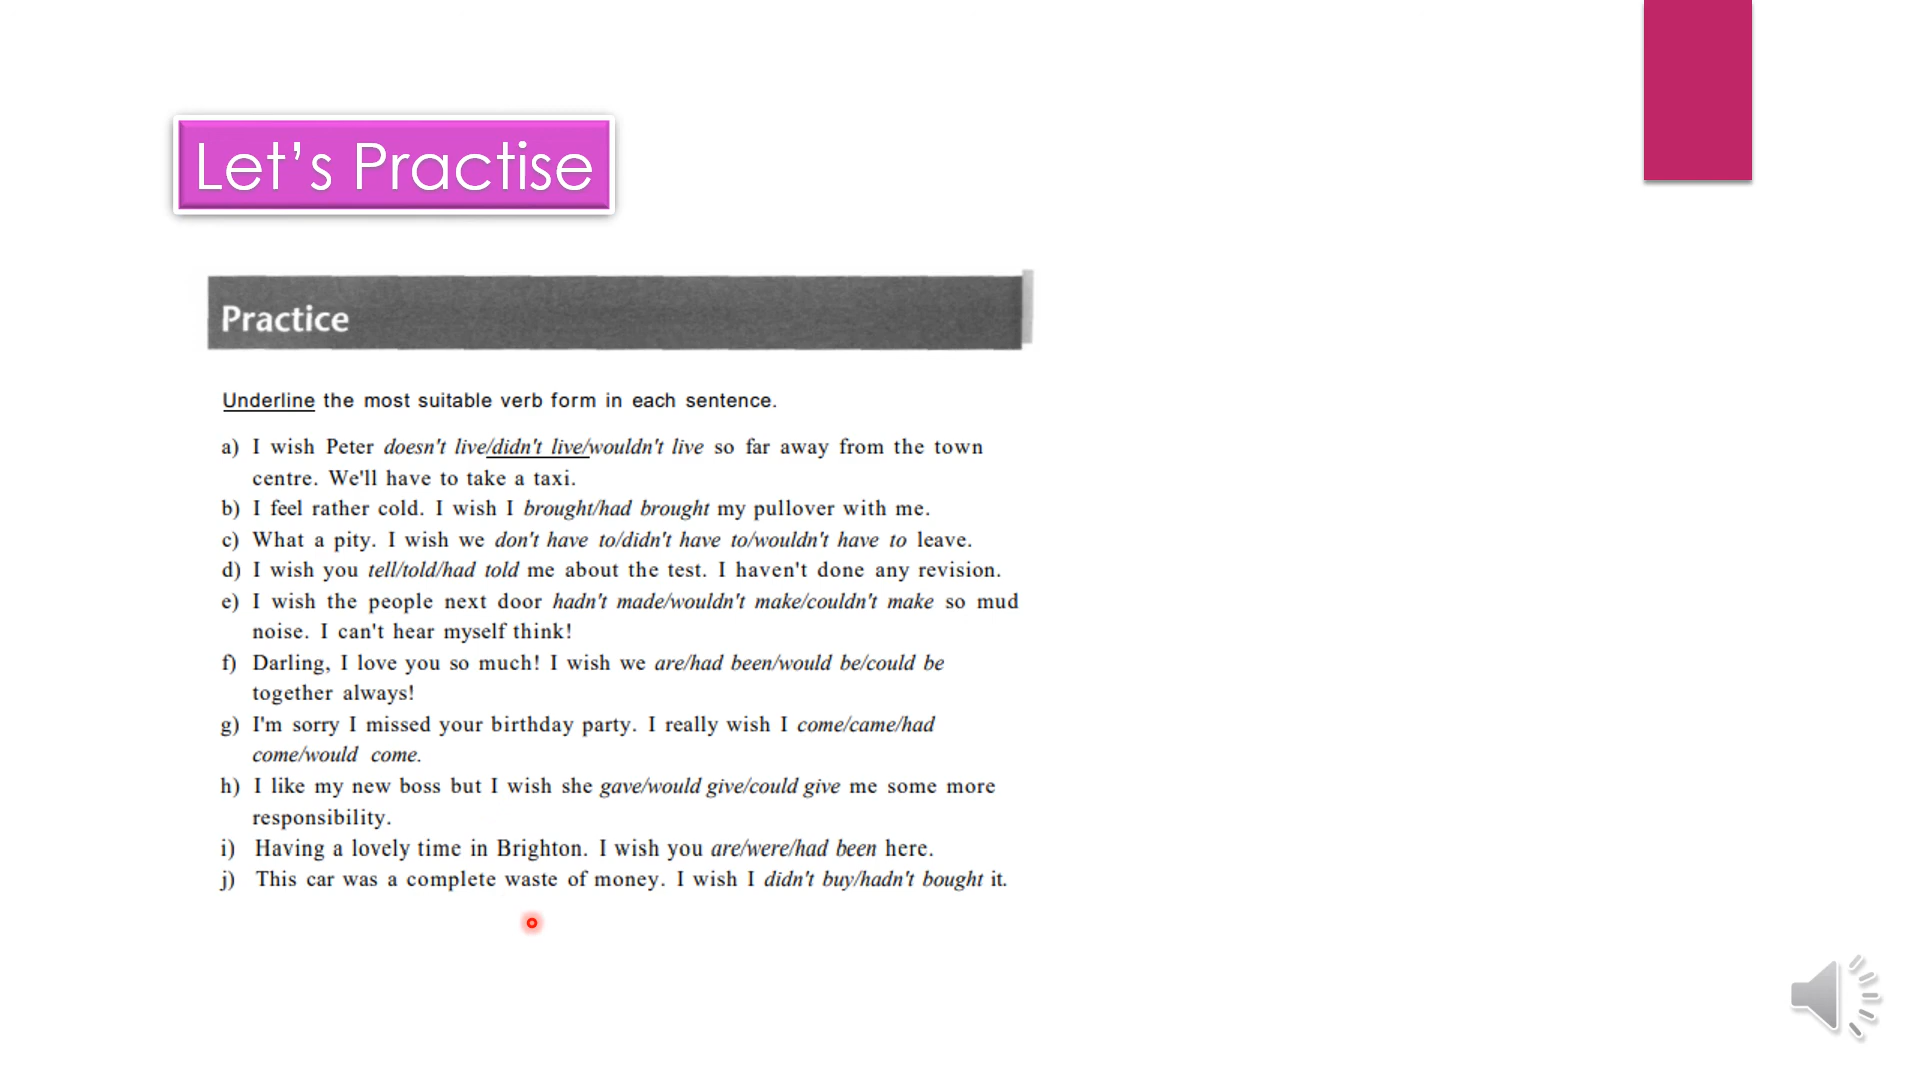 Let's Practise
Practice
Underline the most suitable verb form in each sentence.
a) I wish Peter doesn't live/didn't live/wouldn't live so far away from the town
centre. We'll have to take a taxi.
b) I feel rather cold. I wish I brought/had brought my pullover with me.
c) What a pity. I wish we don't have to/didn't have to/wouldn't have to leave.
d) I wish you tell/told/had told me about the test. I haven't done any revision.
e) I wish the people next door hadn't made/wouldn't make/couldn't make so mud
noise. I can't hear myself think!
f) Darling, I love you so much! I wish we are/had been/would be/could be
together always!
g) I'm sorry I missed your birthday party. I really wish I come/came/had
come/would come.
h) I like my new boss but I wish she gave/would give/could give me some more
responsibility.
i) Having a lovely time in Brighton. I wish you are/were/had been here.
j) This car was a complete waste of money. I wish I didn't buy/hadn't bought it.